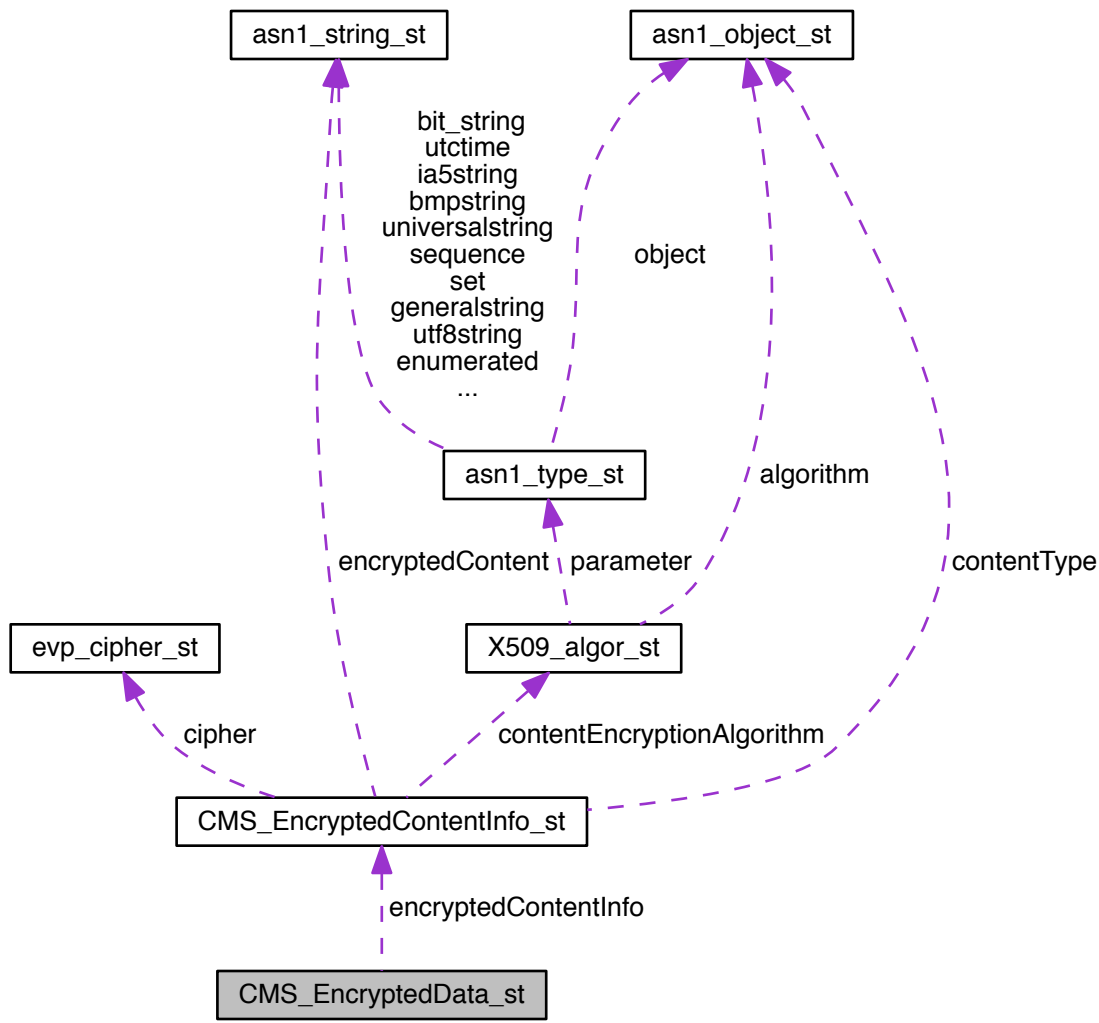 asn1_string_st
asn1_object_st
bit_string
utctime
ia5string
bmpstring
universalstring
sequence
set
generalstring
utf8string
enumerated
...
object
asn1_type_st
algorithm
encryptedContent
parameter
contentType
evp_cipher_st
X509_algor_st
cipher
contentEncryptionAlgorithm
CMS_EncryptedContentInfo_st
encryptedContentInfo
CMS_EncryptedData_st